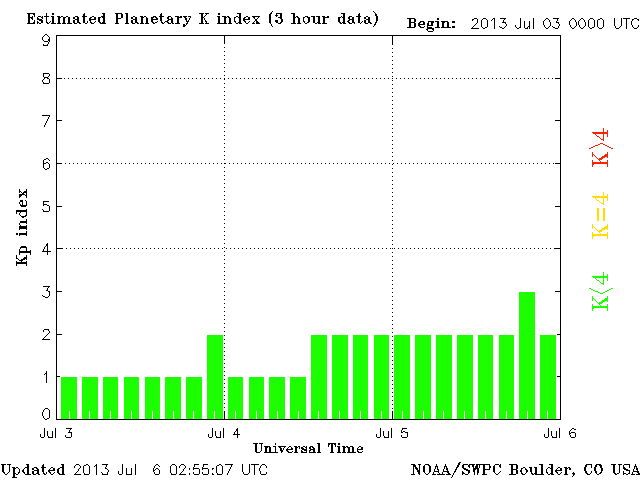 Estimated Planetary K index (3 hour data) Begin: 2013 Jul 03 0000 UTC
9
8
7
6
5
4
3
2
1
0
Kp index
K>4
K=4
K<4
Jul 3 Jul 4 Jul 5 Jul 6
Universal Time
Updated 2013 Jul 6 02:55:07 UTC NOAA/SWPC Boulder, CO USA